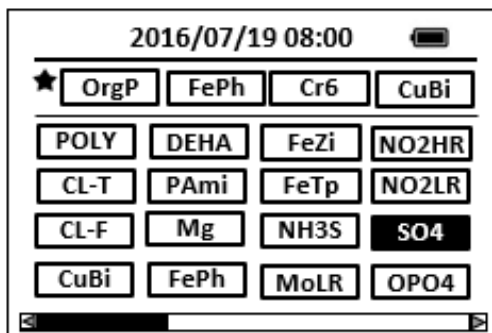 2016/07/19 08:00
OrgP FePh Cr6 CuBi
POLY DEHA FeZi NO2HR
CL-T PAmi FeTp NO2LR
CL-F Mg NH3S SO4
CuBi FePh MoLR OPO4